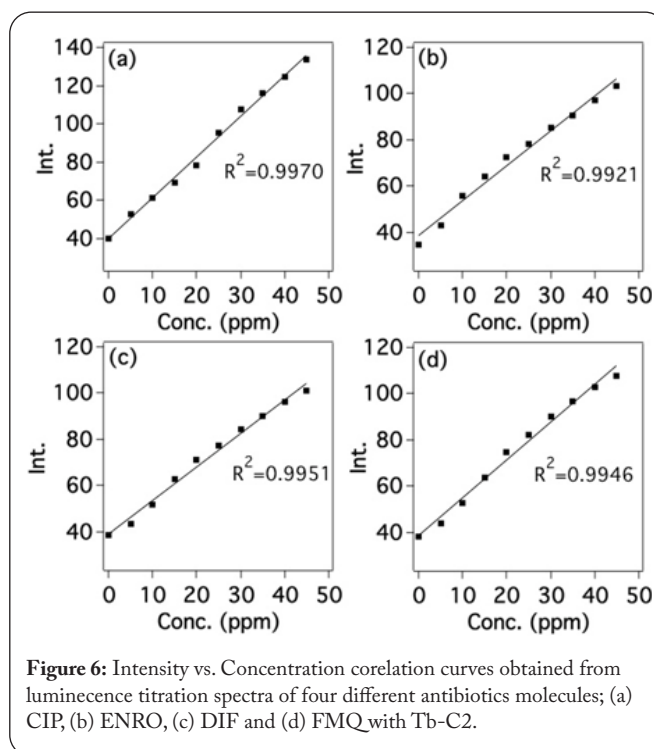 140
120
100
80
60
40
Int.
(a)
R²=0.9970
0 10 20 30 40 50
Conc. (ppm)
120
100
80
60
40
Int.
(b)
R²=0.9921
0 10 20 30 40 50
Conc. (ppm)
120
100
80
60
40
Int.
(c)
R²=0.9951
0 10 20 30 40 50
Conc. (ppm)
120
100
80
60
40
Int.
(d)
R²=0.9946
0 10 20 30 40 50
Conc. (ppm)
Figure 6: Intensity vs. Concentration corelation curves obtained from
luminecence titration spectra of four different antibiotics molecules; (a)
CIP, (b) ENRO, (c) DIF and (d) FMQ with Tb-C2.